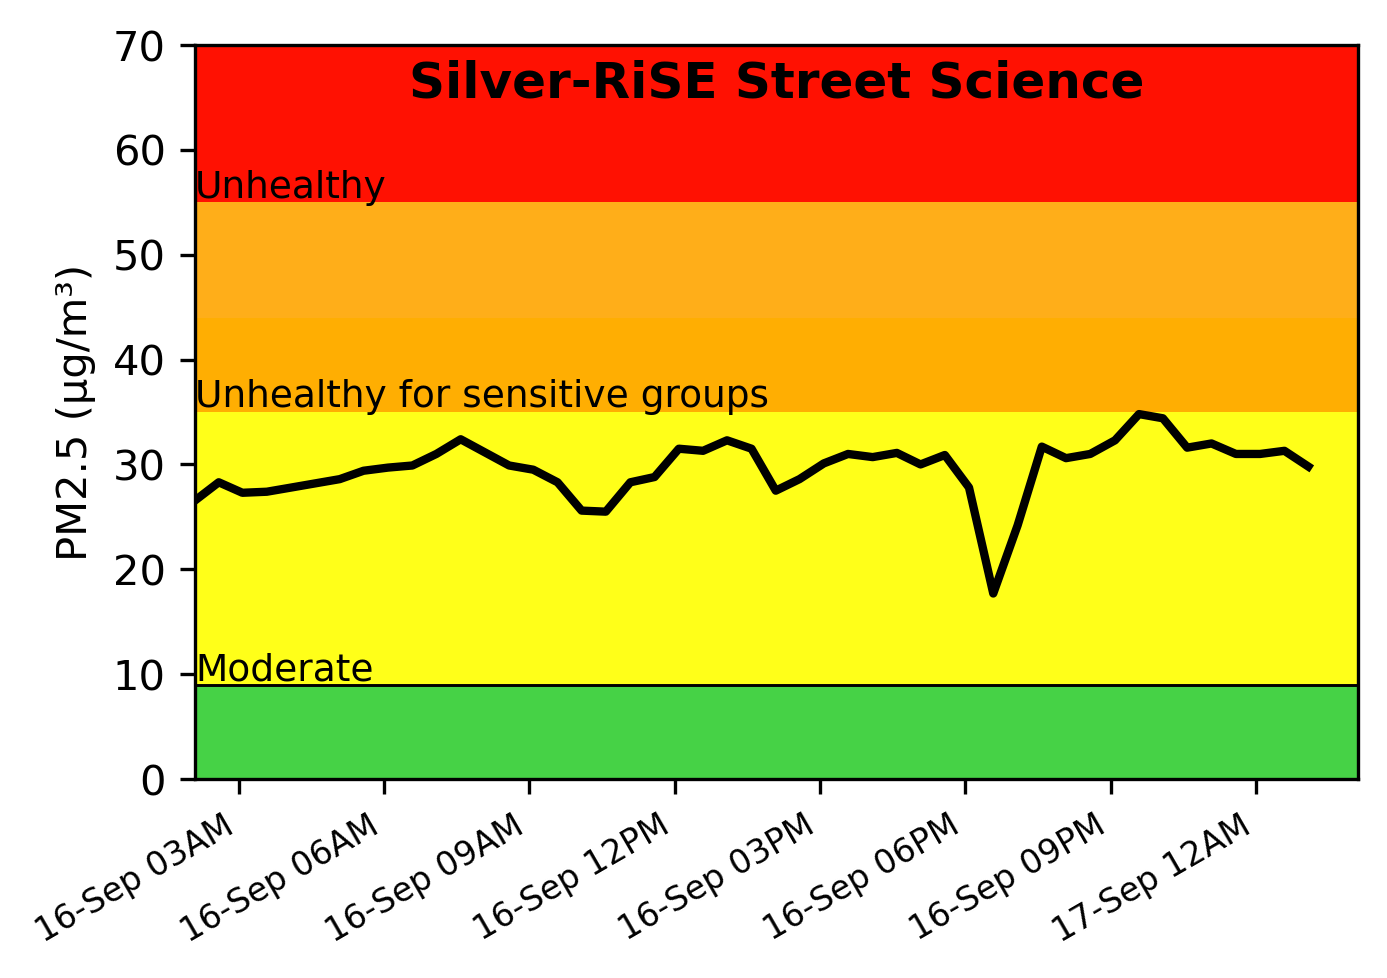 Silver-RiSE Street Science
PM2.5 (µg/m³)
70
60
50
40
30
20
10
0
Unhealthy
Unhealthy for sensitive groups
Moderate
16-Sep 03AM
16-Sep 06AM
16-Sep 09AM
16-Sep 12PM
16-Sep 03PM
16-Sep 06PM
16-Sep 09PM
17-Sep 12AM